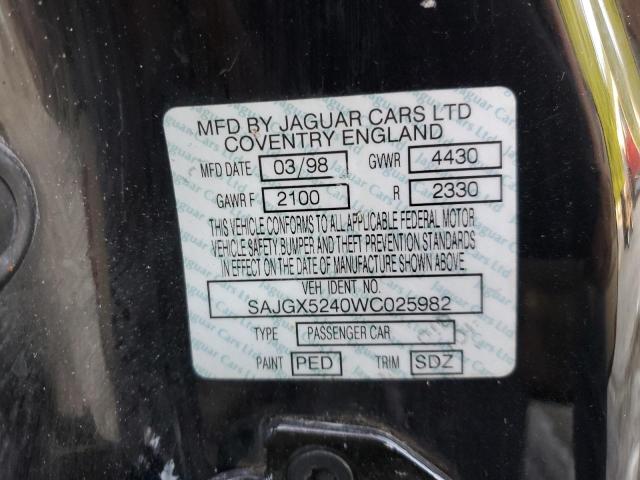 MFD BY JAGUAR CARS LTD
COVENTRY ENGLAND
MFD DATE 03/98 GVWR 4430
GAWR F 2100 R 2330
THIS VEHICLE CONFORMS TO ALL APPLICABLE FEDERAL MOTOR
VEHICLE SAFETY, BUMPER AND THEFT PREVENTION STANDARDS
IN EFFECT ON THE DATE OF MANUFACTURE SHOWN ABOVE.
VEH IDENT NO.
SAJGX5240WC025982
TYPE PASSENGER CAR
PAINT PED TRIM SDZ